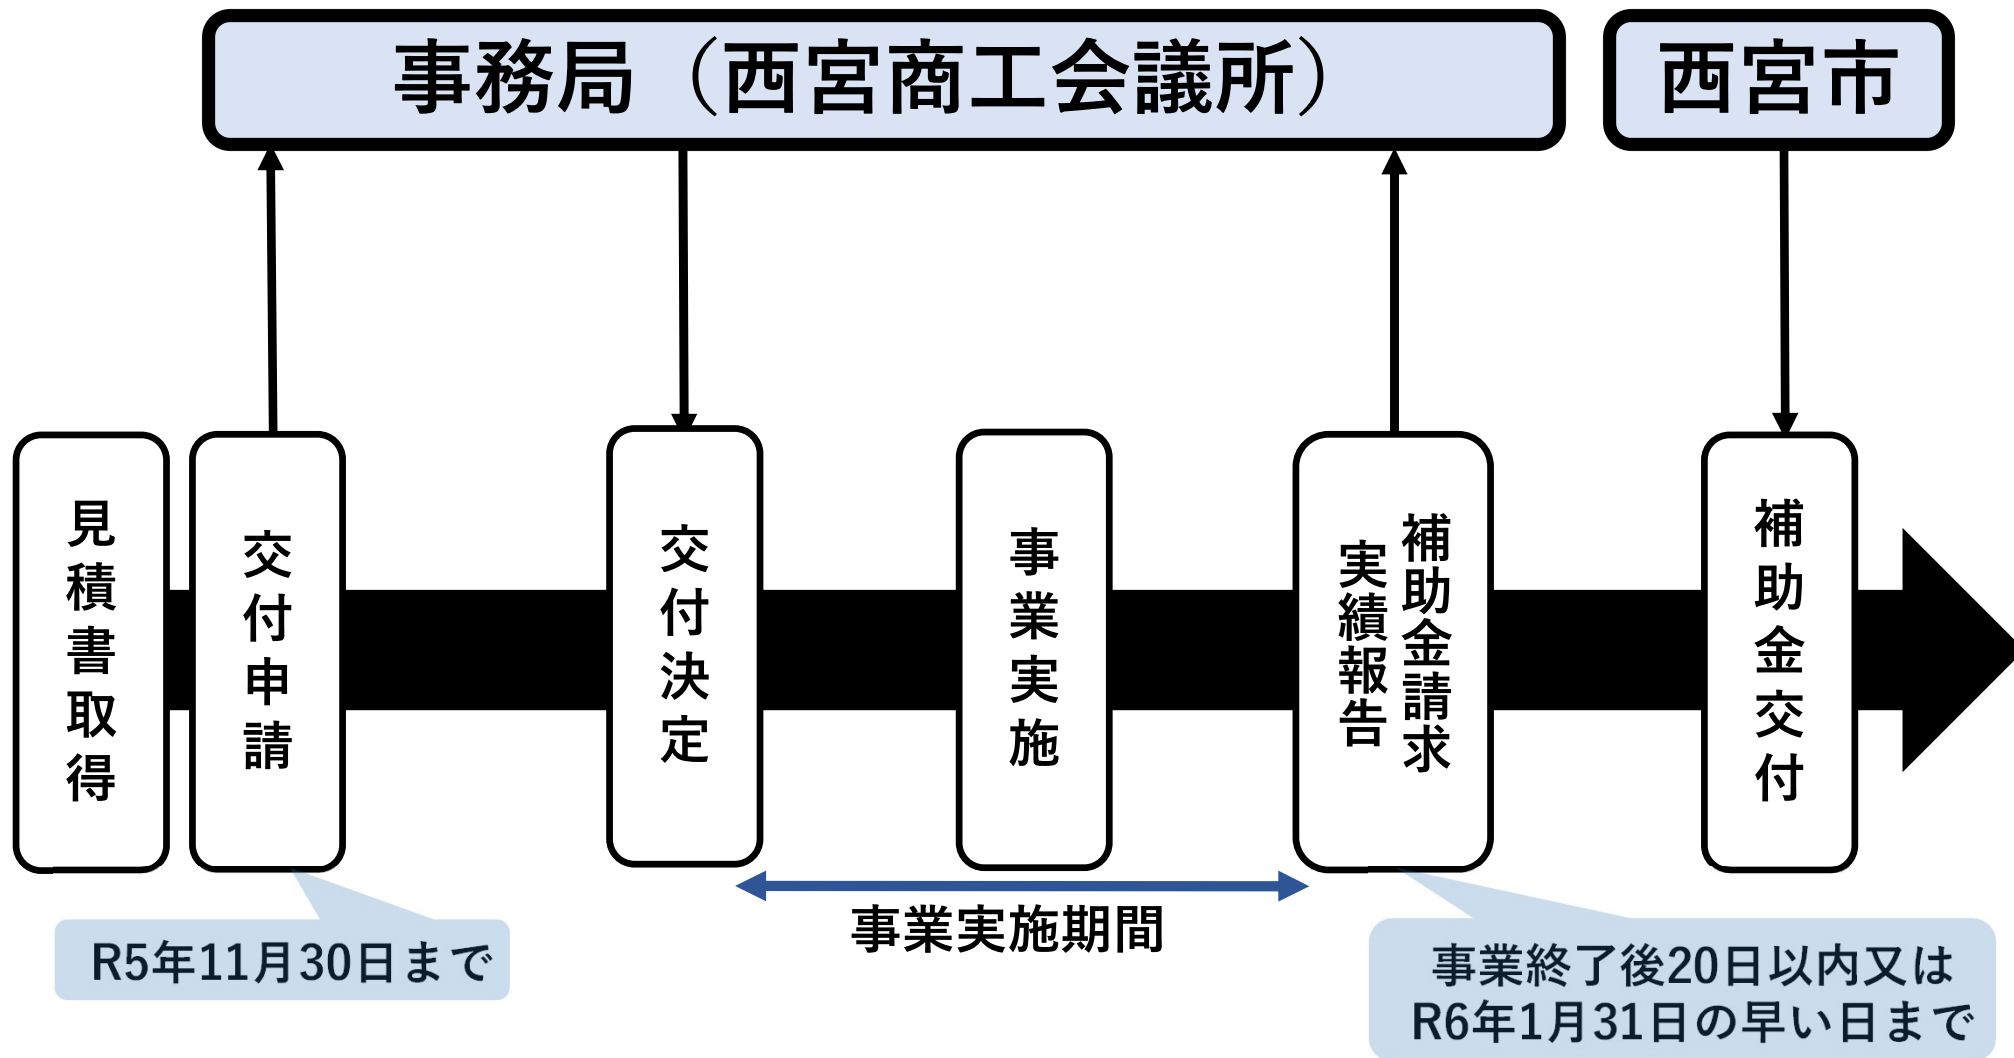 事務局（西宮商工会議所）
西宮市
見積書取得
交付申請
交付決定
事業実施
補助金請求
実績報告
補助金交付
事業実施期間
R5年11月30日まで
事業終了後20日以内又は
R6年1月31日の早い日まで